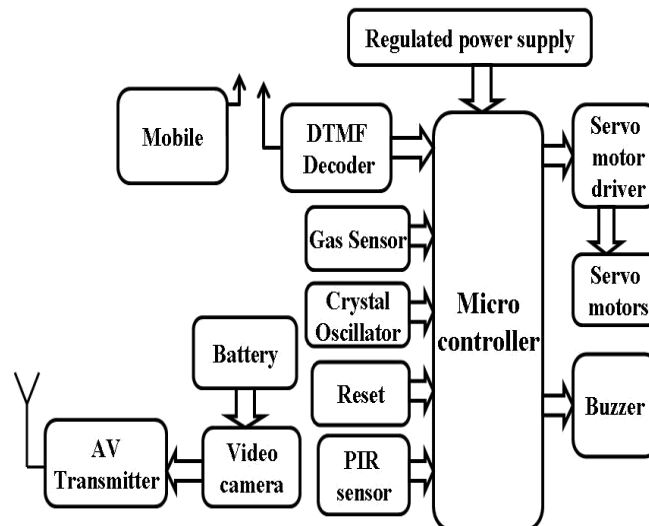 Regulated power supply
Mobile
DTMF
Decoder
Servo
motor
driver
Gas Sensor
Crystal
Oscillator
Micro
controller
Servo
motors
Battery
Reset
Buzzer
AV
Transmitter
Video
camera
PIR
sensor